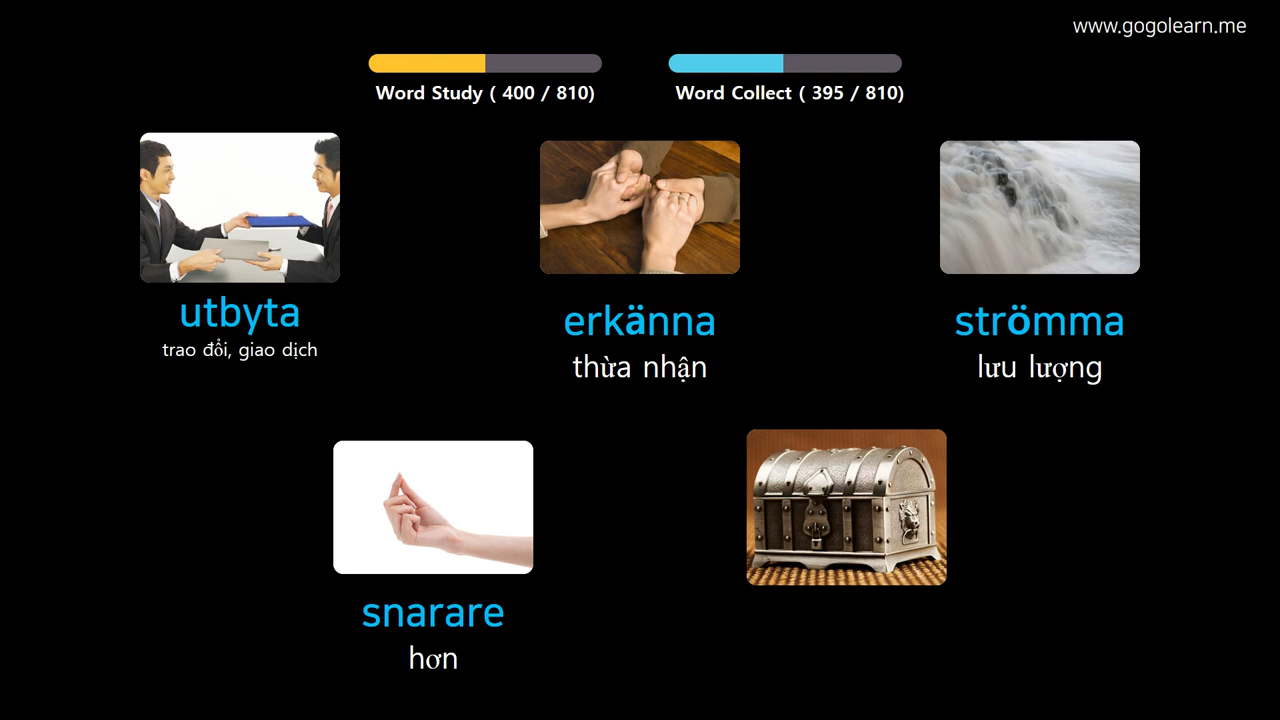 www.gogolearn.me
Word Study ( 400 / 810)
Word Collect ( 395 / 810)
utbyta
trao đổi, giao dịch
erkänna
thừa nhận
strömma
lưu lượng
snarare
hơn